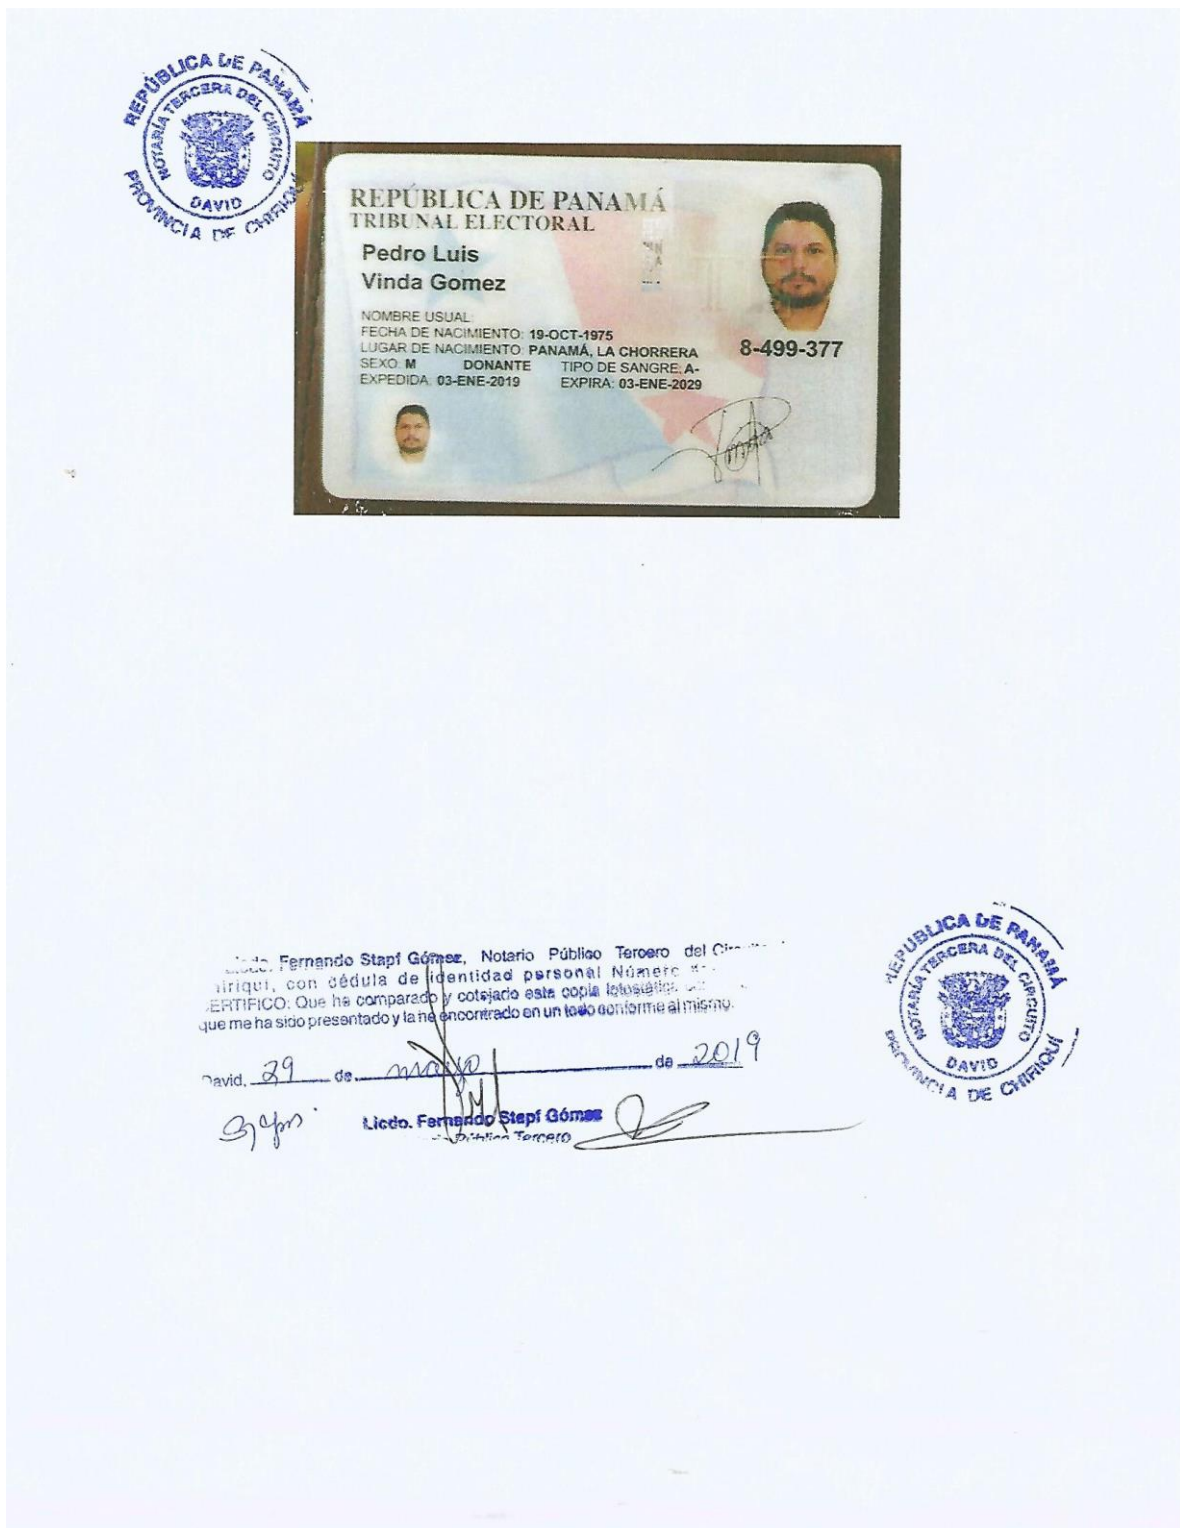 REPÚBLICA DE PANAMÁ
NOTARÍA TERCERA DEL CIRCUITO
DAVID
PROVINCIA DE CHIRIQUÍ
REPÚBLICA DE PANAMÁ
TRIBUNAL ELECTORAL
Pedro Luis
Vinda Gomez
NOMBRE USUAL:
FECHA DE NACIMIENTO: 19-OCT-1975
LUGAR DE NACIMIENTO: PANAMÁ, LA CHORRERA
SEXO: M DONANTE TIPO DE SANGRE: A-
EXPEDIDA: 03-ENE-2019 EXPIRA: 03-ENE-2029
8-499-377
Licdo. Fernando Stapf Gómez, Notario Público Tercero del
con cédula de identidad personal Número
CERTIFICO: Que he comparado y cotejado esta copia fotostática
que me ha sido presentado y la he encontrado en un todo conforme al mismo.
David, 29 de mayo de 2019
Licdo. Fernando Stapf Gómez
Público Tercero
REPÚBLICA DE PANAMÁ
NOTARÍA TERCERA DEL CIRCUITO
DAVID
PROVINCIA DE CHIRIQUÍ